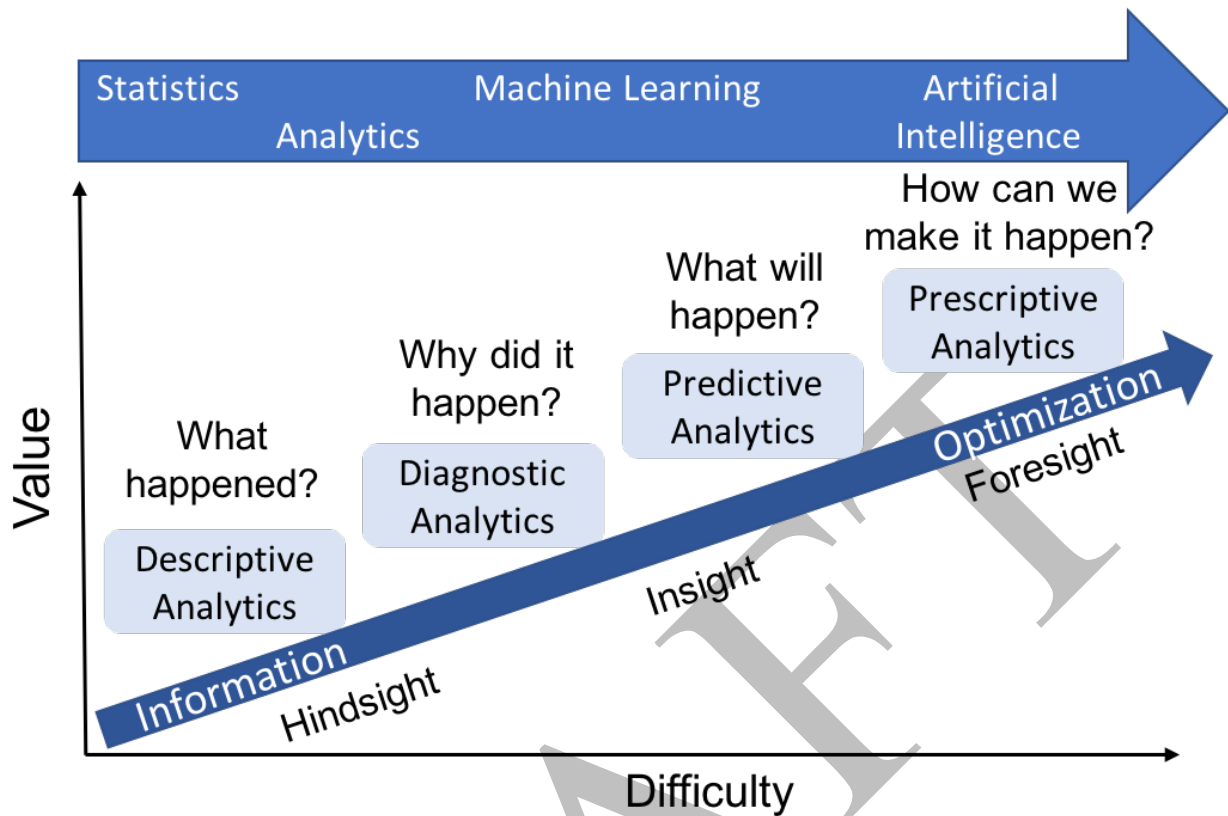 Statistics
Analytics
Machine Learning
Artificial
Intelligence
How can we
make it happen?
Prescriptive
Analytics
What will
happen?
Predictive
Analytics
Why did it
happen?
Diagnostic
Analytics
What
happened?
Descriptive
Analytics
Value
Information
Optimization
Hindsight
Insight
Foresight
Difficulty
AFT